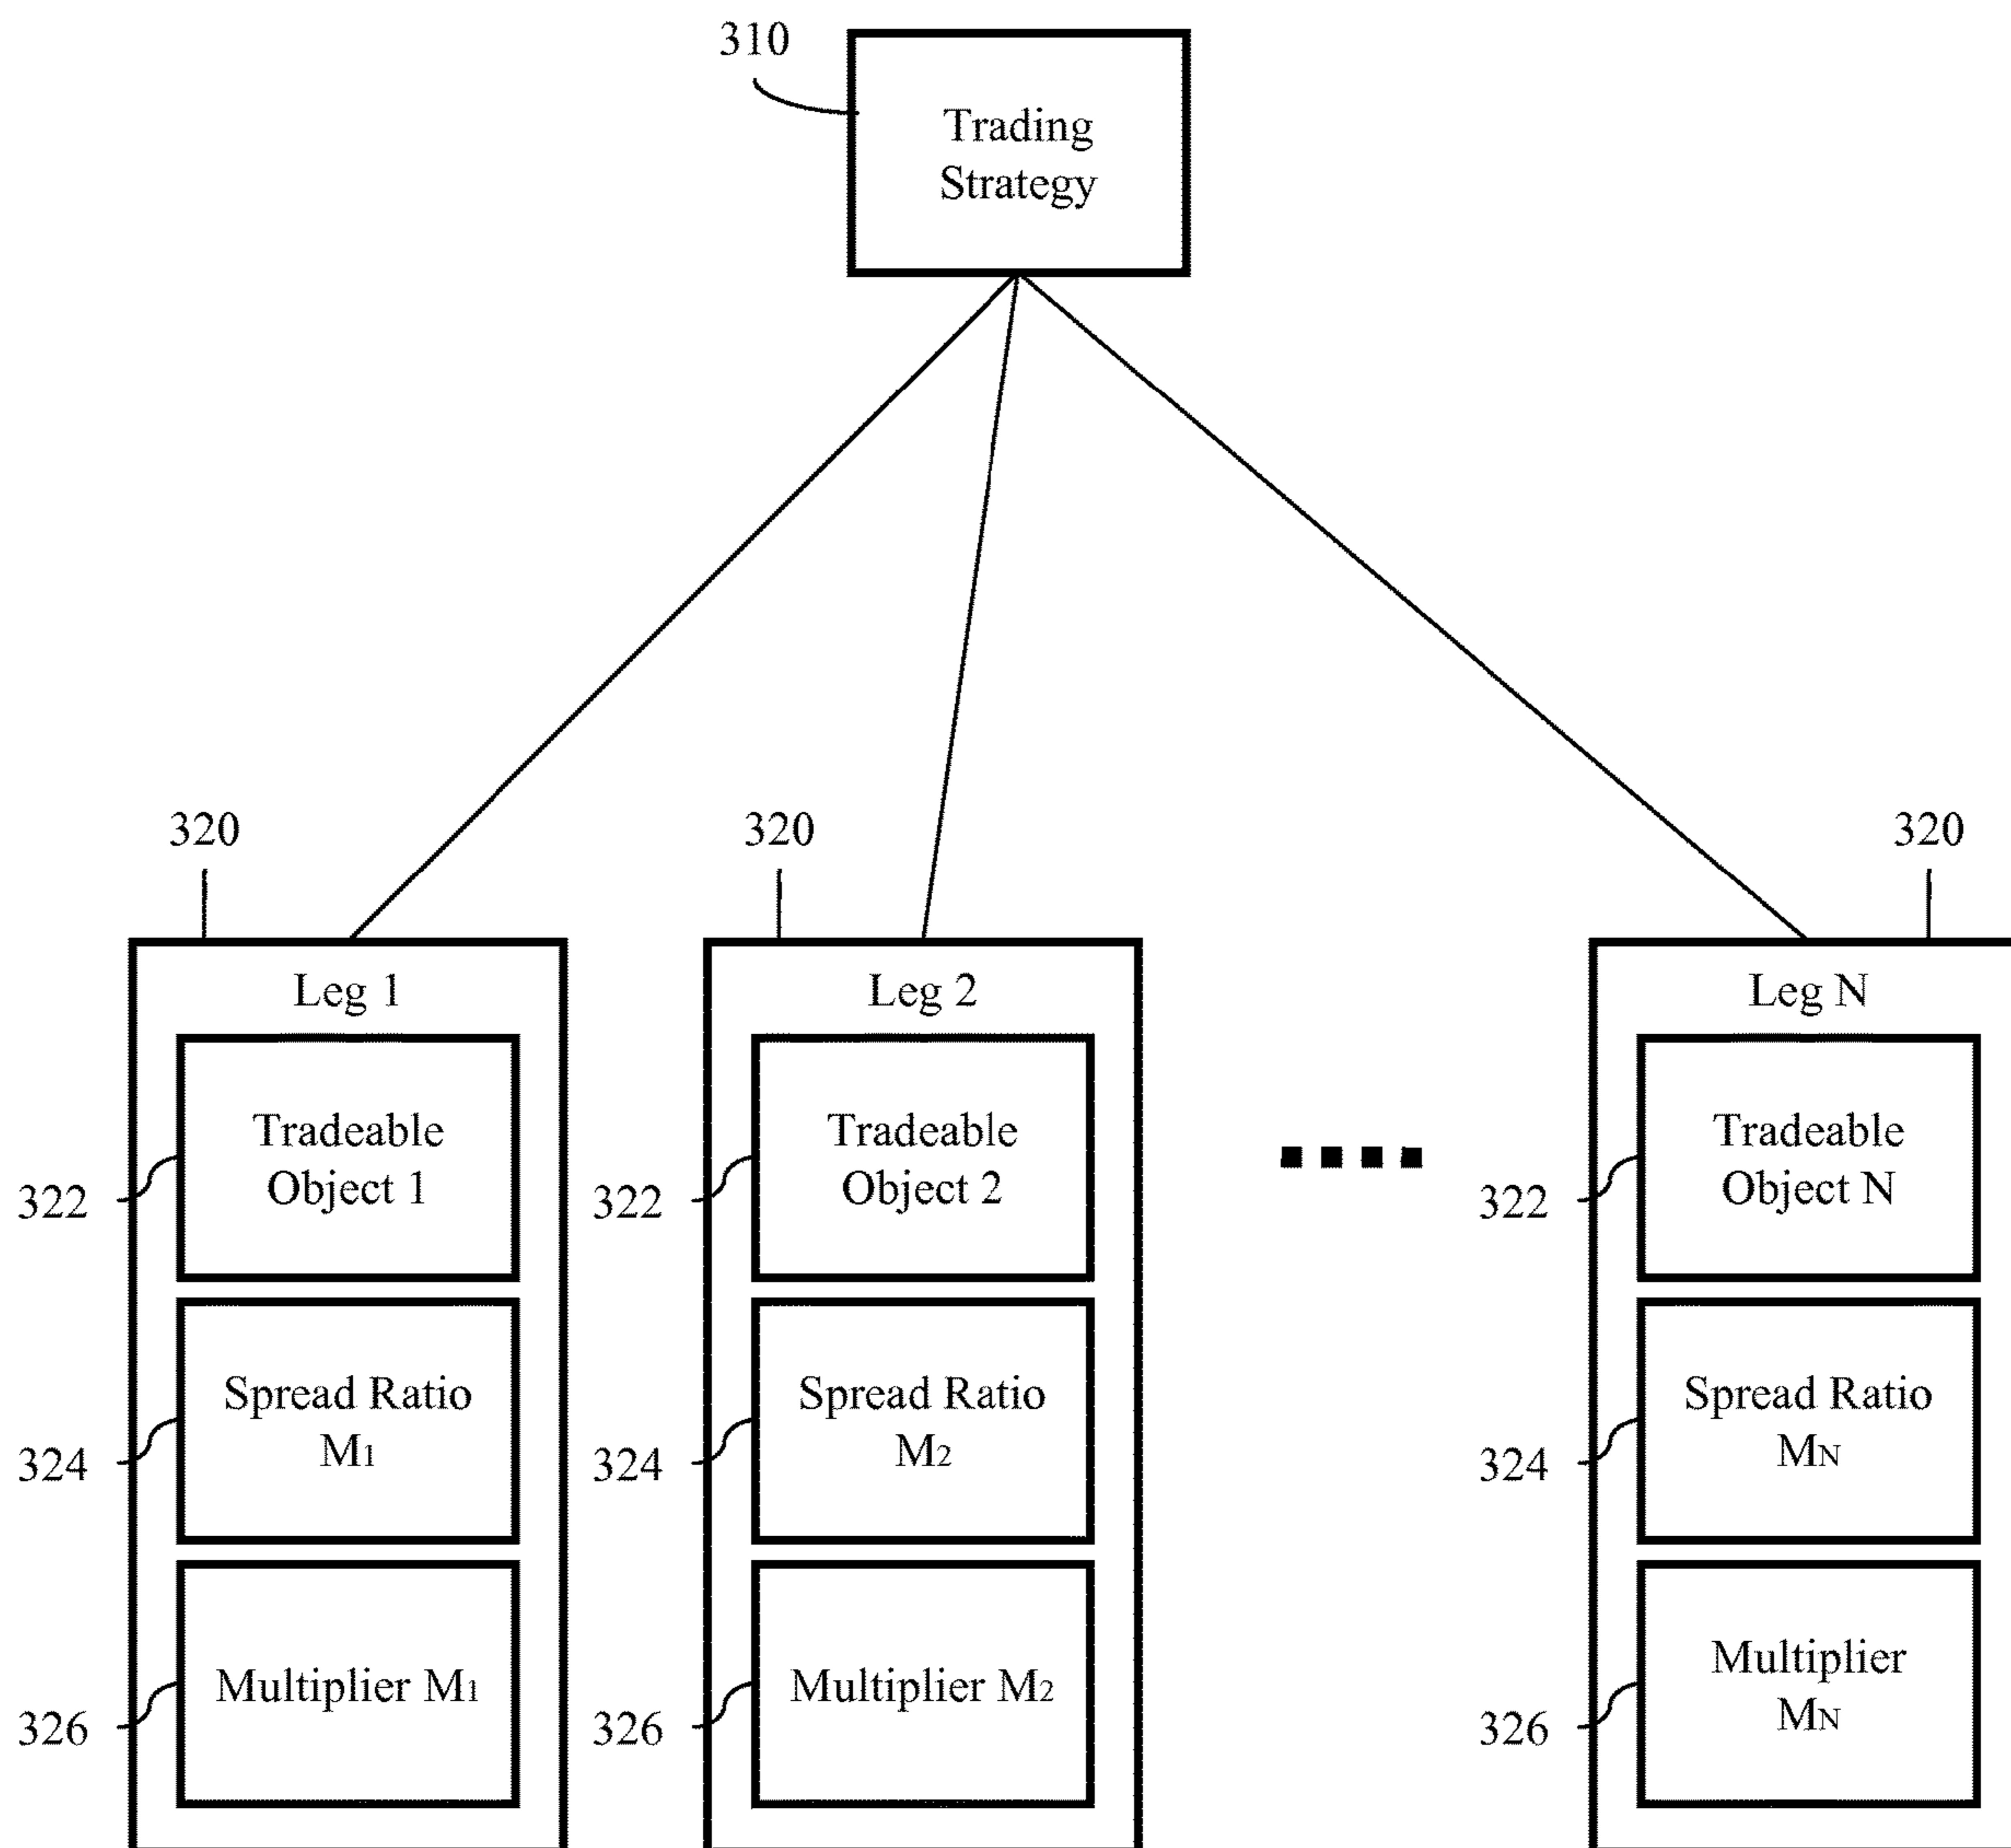 310
Trading
Strategy
320
320
320
Leg 1
Leg 2
Leg N
Tradeable
Object 1
Tradeable
Object 2
Tradeable
Object N
322
322
322
Spread Ratio
M1
Spread Ratio
M2
Spread Ratio
MN
324
324
324
Multiplier M1
Multiplier M2
Multiplier
MN
326
326
326